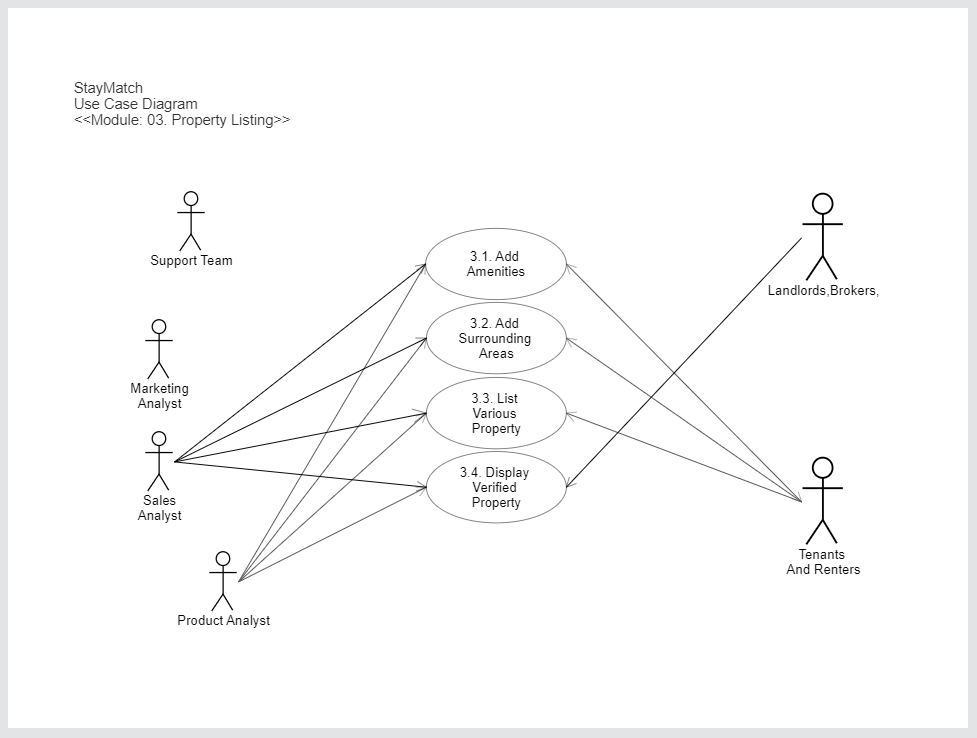 StayMatch
Use Case Diagram
<<Module: 03. Property Listing>>
Support Team
Marketing
Analyst
Sales
Analyst
Product Analyst
3.1. Add
Amenities
3.2. Add
Surrounding
Areas
3.3. List
Various
Property
3.4. Display
Verified
Property
Landlords,Brokers,
Tenants
And Renters